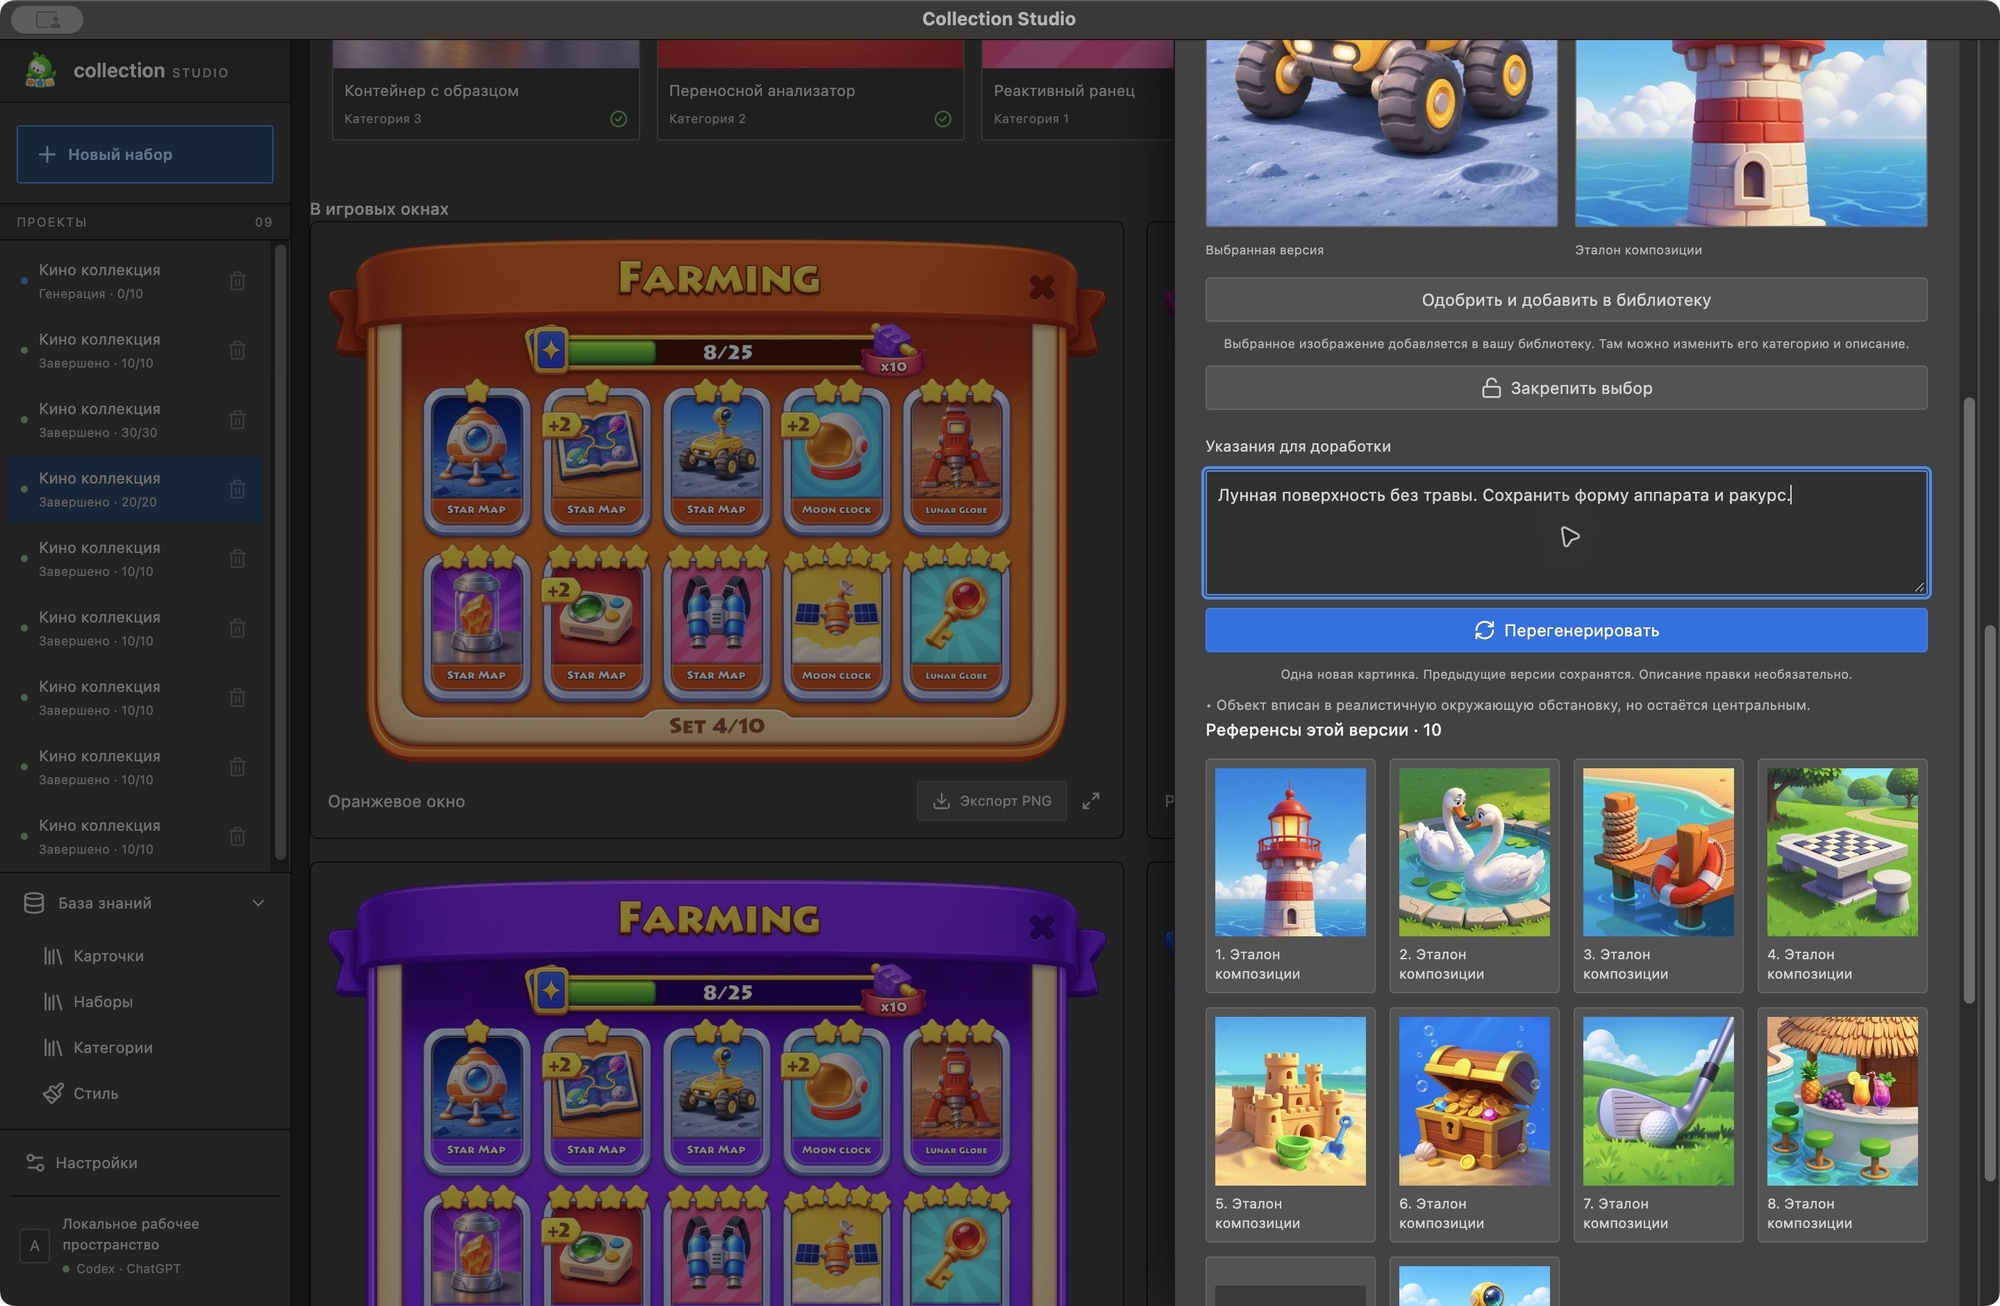 Collection Studio
collection STUDIO
Новый набор
ПРОЕКТЫ 09
Кино коллекция
Генерация · 0/10
Кино коллекция
Завершено · 10/10
Кино коллекция
Завершено · 30/30
Кино коллекция
Завершено · 20/20
Кино коллекция
Завершено · 10/10
Кино коллекция
Завершено · 10/10
Кино коллекция
Завершено · 10/10
Кино коллекция
Завершено · 10/10
Кино коллекция
Завершено · 10/10
База знаний
Карточки
Наборы
Категории
Стиль
Настройки
A
Локальное рабочее
пространство
Codex · ChatGPT
Контейнер с образцом
Категория 3
Переносной анализатор
Категория 2
Реактивный ранец
Категория 1
В игровых окнах
FARMING
8/25
x10
+2
+2
STAR MAP
STAR MAP
STAR MAP
MOON CLOCK
LUNAR GLOBE
+2
STAR MAP
STAR MAP
STAR MAP
MOON CLOCK
LUNAR GLOBE
SET 4/10
Оранжевое окно
Экспорт PNG
FARMING
8/25
x10
+2
+2
STAR MAP
STAR MAP
STAR MAP
MOON CLOCK
LUNAR GLOBE
+2
Выбранная версия
Эталон композиции
Одобрить и добавить в библиотеку
Выбранное изображение добавляется в вашу библиотеку. Там можно изменить его категорию и описание.
Закрепить выбор
Указания для доработки
Лунная поверхность без травы. Сохранить форму аппарата и ракурс.
Перегенерировать
Одна новая картинка. Предыдущие версии сохранятся. Описание правки необязательно.
• Объект вписан в реалистичную окружающую обстановку, но остаётся центральным.
Референсы этой версии · 10
1. Эталон
композиции
2. Эталон
композиции
3. Эталон
композиции
4. Эталон
композиции
5. Эталон
композиции
6. Эталон
композиции
7. Эталон
композиции
8. Эталон
композиции